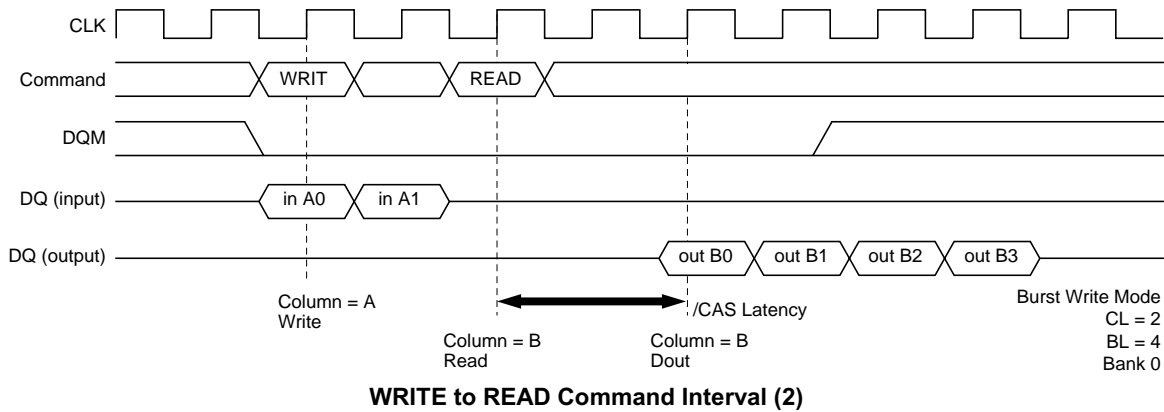 CLK
Command
WRIT
READ
DQM
DQ (input)
in A0
in A1
DQ (output)
out B0
out B1
out B2
out B3
Column = A
Write
/CAS Latency
Column = B
Read
Column = B
Dout
Burst Write Mode
CL = 2
BL = 4
Bank 0
WRITE to READ Command Interval (2)